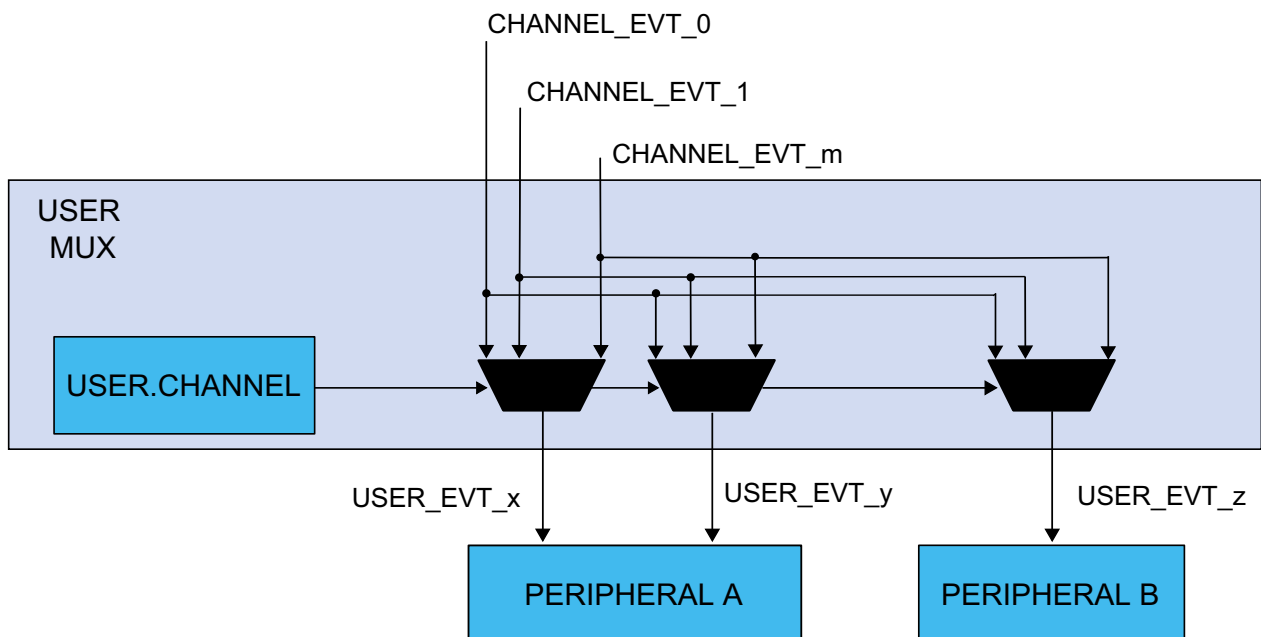 CHANNEL_EVT_0
CHANNEL_EVT_1
CHANNEL_EVT_m
USER
MUX
USER.CHANNEL
USER_EVT_x
USER_EVT_y
USER_EVT_z
PERIPHERAL A
PERIPHERAL B